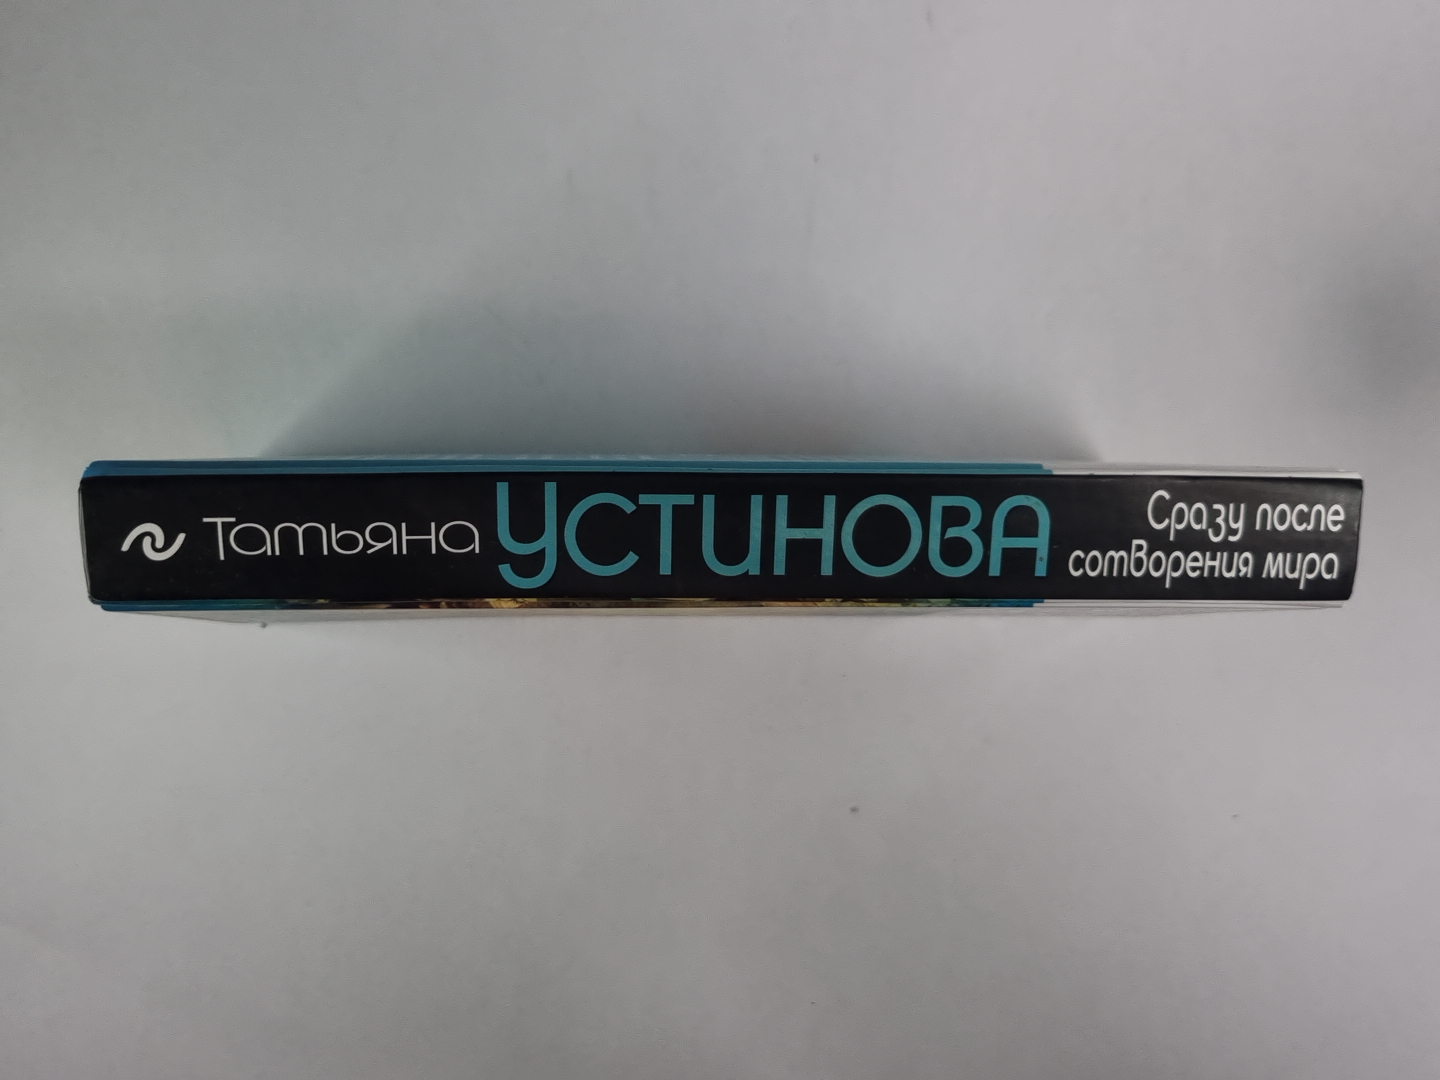 Татьяна УСТИНОВА
Сразу после
сотворения мира